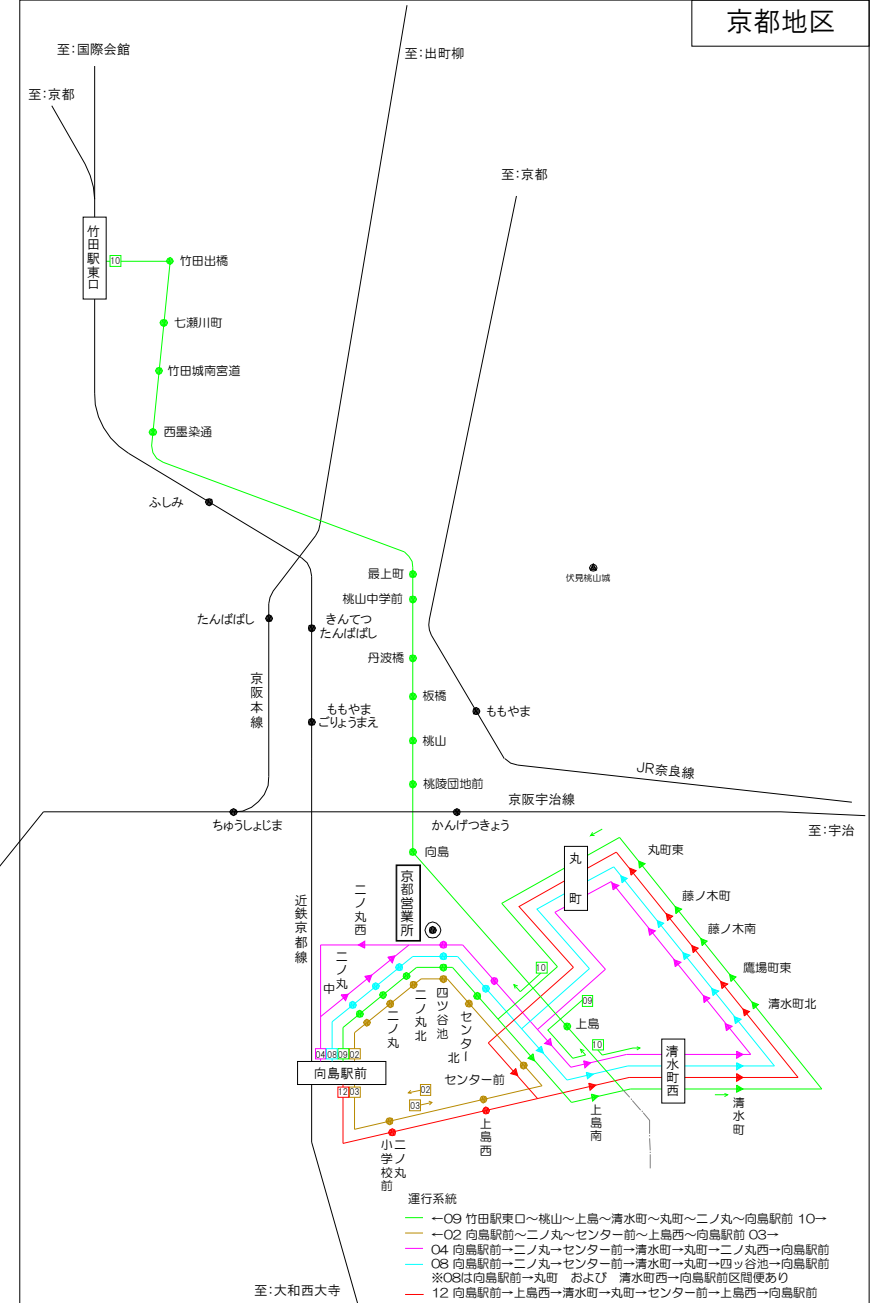 京都地区
至:国際会館
至:出町柳
至:京都
至:京都
竹田駅東口
10
竹田出橋
七瀬川町
竹田城南宮道
西墨染通
ふしみ
最上町
伏見桃山城
桃山中学前
たんばばし
きんてつ
たんばばし
丹波橋
京阪本線
板橋
ももやま
ごりょうまえ
ももやま
桃山
JR奈良線
桃陵団地前
京阪宇治線
ちゅうしょじま
かんげつきょう
至:宇治
向島
丸町
丸町東
京都営業所
二ノ丸西
藤ノ木町
近鉄京都線
藤ノ木南
二ノ丸中
鷹場町東
10
四ツ谷池
二ノ丸北
二ノ丸
センター北
09
清水町北
上島
10
04
08
09
02
清水町西
向島駅前
センター前
12
03
02
03
清水町
上島南
上島西
二ノ丸
小学校前
運行系統
←09 竹田駅東口～桃山～上島～清水町～丸町～二ノ丸～向島駅前 10→
←02 向島駅前～二ノ丸～センター前～上島西～向島駅前 03→
04 向島駅前→二ノ丸→センター前→清水町→丸町→二ノ丸西→向島駅前
08 向島駅前→二ノ丸→センター前→清水町→丸町→四ッ谷池→向島駅前
※08は向島駅前→丸町 および 清水町西→向島駅前区間便あり
12 向島駅前→上島西→清水町→丸町→センター前→上島西→向島駅前
至:大和西大寺